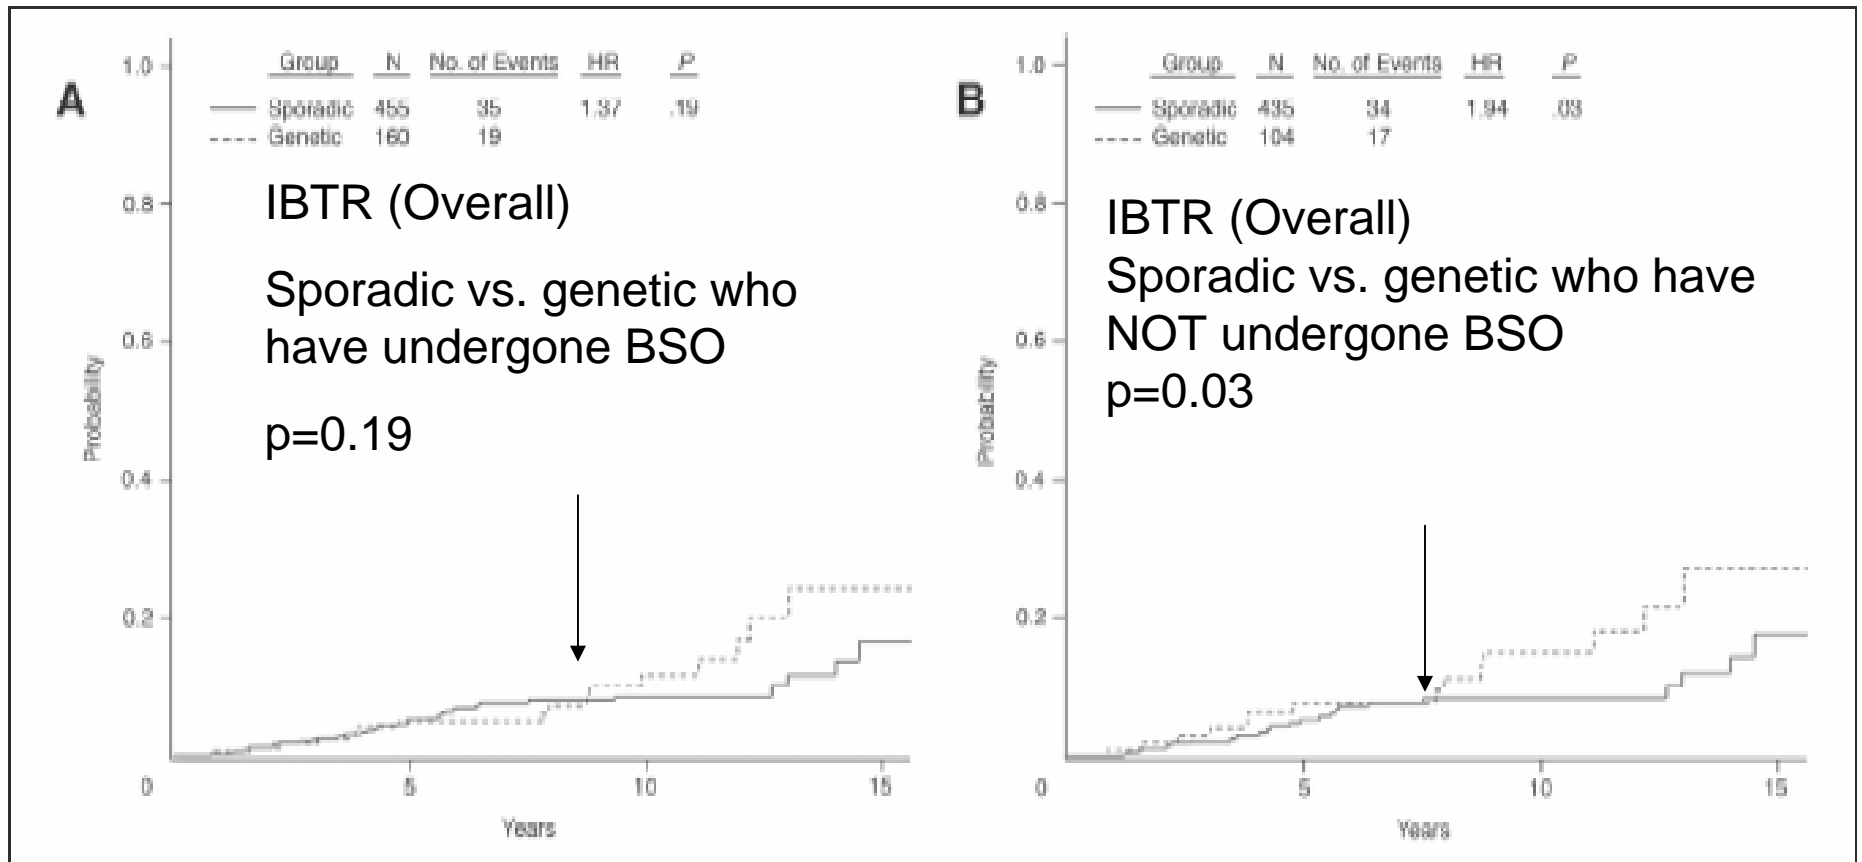 A
Group N No. of Events HR P
Sporadic 455 35 1.37 .19
Genetic 160 19
IBTR (Overall)
Sporadic vs. genetic who
have undergone BSO
p=0.19
1.0
0.8
0.6
0.4
0.2
0
5
10
15
Probability
Years
B
Group N No. of Events HR P
Sporadic 435 34 1.94 .03
Genetic 104 17
IBTR (Overall)
Sporadic vs. genetic who have
NOT undergone BSO
p=0.03
1.0
0.8
0.6
0.4
0.2
0
5
10
15
Probability
Years